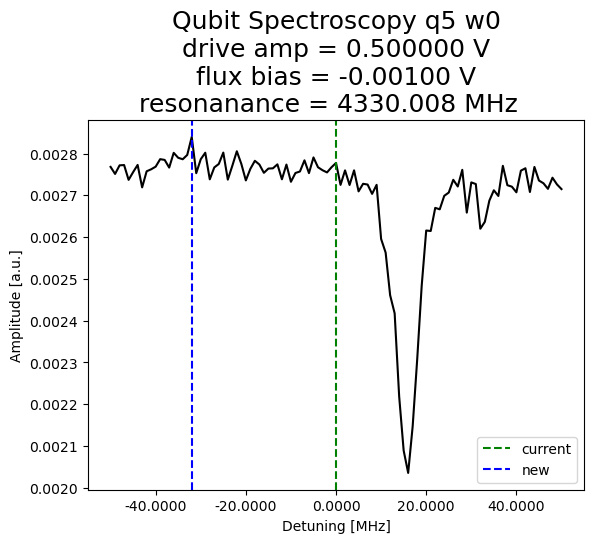 Qubit Spectroscopy q5 w0
drive amp = 0.500000 V
flux bias = -0.00100 V
resonanance = 4330.008 MHz
Amplitude [a.u.]
0.0028
0.0027
0.0026
0.0025
0.0024
0.0023
0.0022
0.0021
0.0020
current
new
-40.0000 -20.0000 0.0000 20.0000 40.0000
Detuning [MHz]